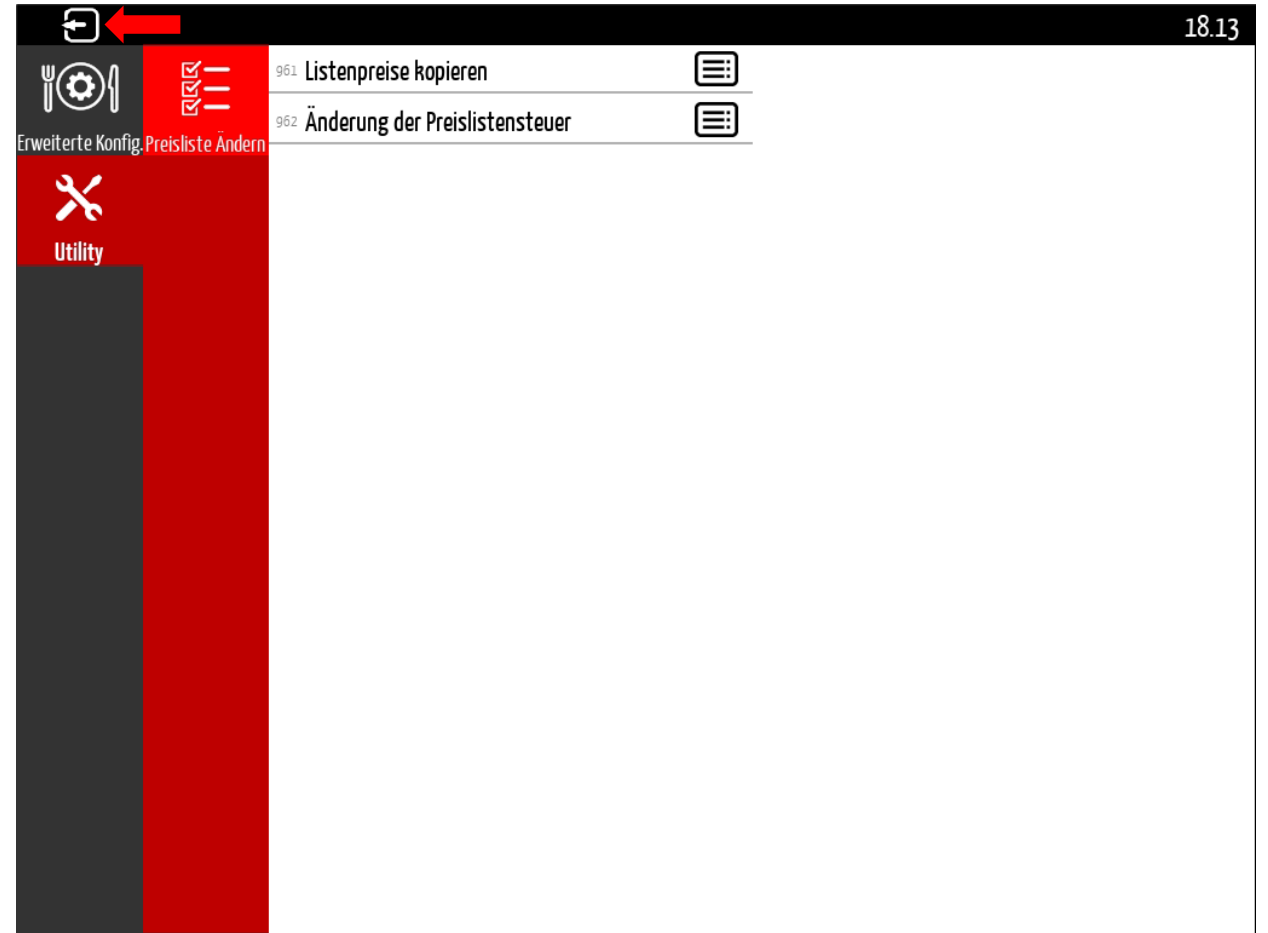 18.13
Erweiterte Konfig.
Preisliste Ändern
961 Listenpreise kopieren
962 Änderung der Preislistensteuer
Utility